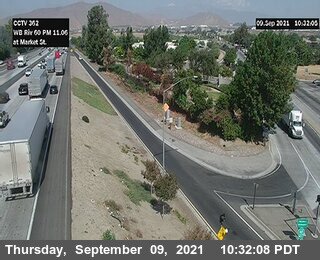 CCTV 362
WB Riv 60 PM 11.06
at Market St.
09 Sep 2021 10:32:05
Thursday, September 09, 2021 10:32:08 PDT